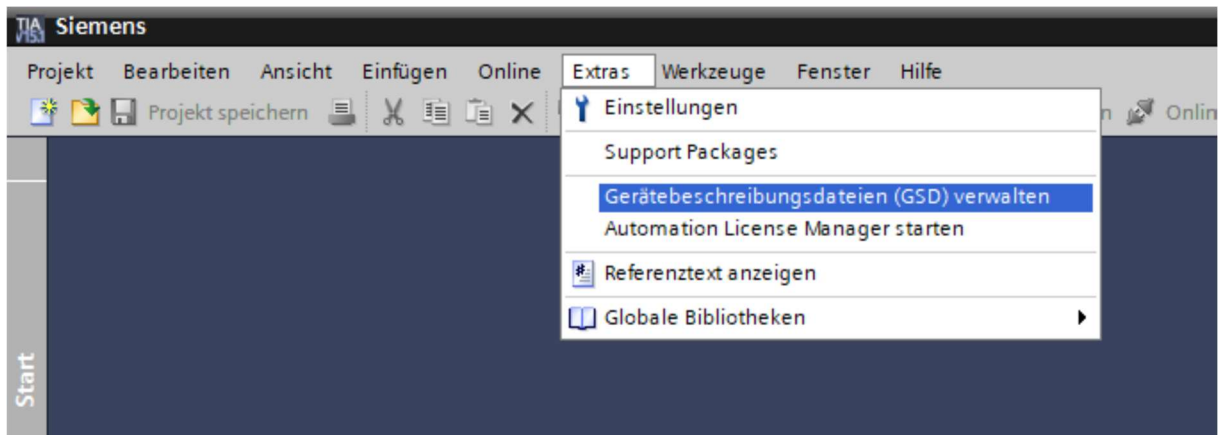 Siemens
Projekt Bearbeiten Ansicht Einfügen Online Extras Werkzeuge Fenster Hilfe
Projekt speichern
Einstellungen
Support Packages
Gerätebeschreibungsdateien (GSD) verwalten
Automation License Manager starten
Referenztext anzeigen
Globale Bibliotheken
Start